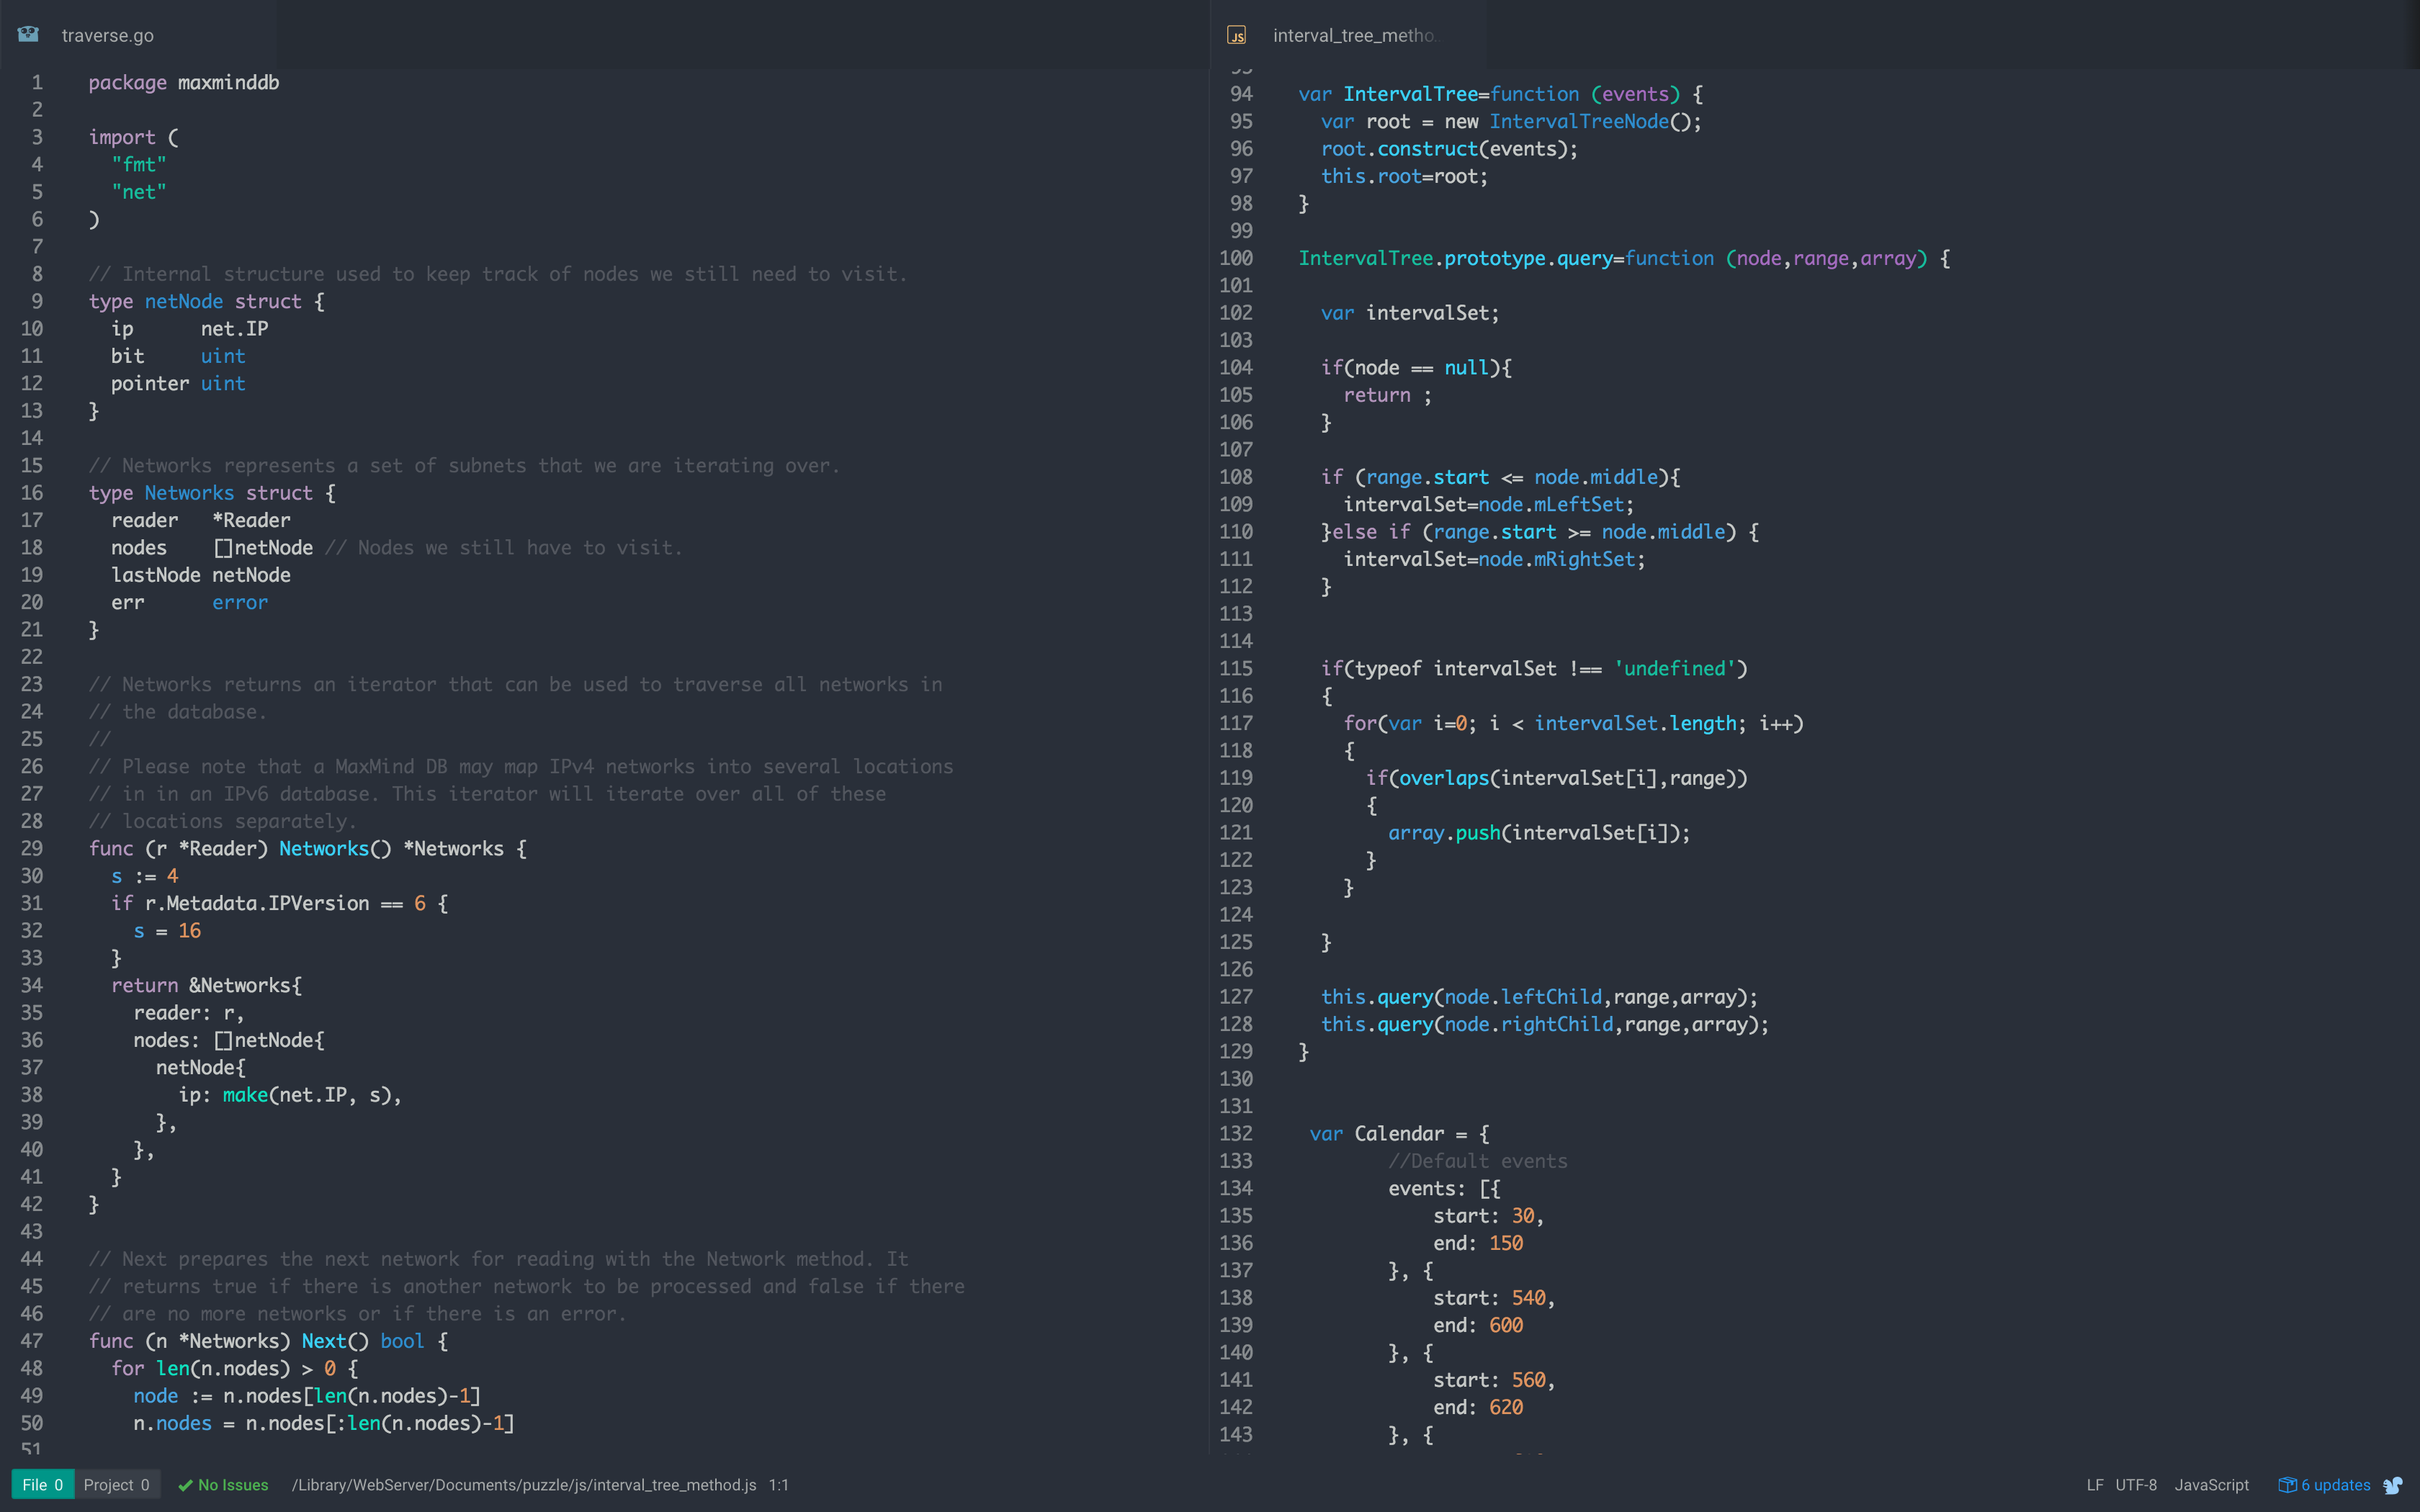 traverse.go
1 package maxminddb
2
3 import (
4 "fmt"
5 "net"
6 )
7
8 // Internal structure used to keep track of nodes we still need to visit.
9 type netNode struct {
10 ip net.IP
11 bit uint
12 pointer uint
13 }
14
15 // Networks represents a set of subnets that we are iterating over.
16 type Networks struct {
17 reader *Reader
18 nodes []netNode // Nodes we still have to visit.
19 lastNode netNode
20 err error
21 }
22
23 // Networks returns an iterator that can be used to traverse all networks in
24 // the database.
25 //
26 // Please note that a MaxMind DB may map IPv4 networks into several locations
27 // in in an IPv6 database. This iterator will iterate over all of these
28 // locations separately.
29 func (r *Reader) Networks() *Networks {
30 s := 4
31 if r.Metadata.IPVersion == 6 {
32 s = 16
33 }
34 return &Networks{
35 reader: r,
36 nodes: []netNode{
37 netNode{
38 ip: make(net.IP, s),
39 },
40 },
41 }
42 }
43
44 // Next prepares the next network for reading with the Network method. It
45 // returns true if there is another network to be processed and false if there
46 // are no more networks or if there is an error.
47 func (n *Networks) Next() bool {
48 for len(n.nodes) > 0 {
49 node := n.nodes[len(n.nodes)-1]
50 n.nodes = n.nodes[:len(n.nodes)-1]
51
JS interval_tree_metho
94 var IntervalTree=function (events) {
95 var root = new IntervalTreeNode();
96 root.construct(events);
97 this.root=root;
98 }
99
100 IntervalTree.prototype.query=function (node,range,array) {
101
102 var intervalSet;
103
104 if(node == null){
105 return ;
106 }
107
108 if (range.start <= node.middle){
109 intervalSet=node.mLeftSet;
110 }else if (range.start >= node.middle) {
111 intervalSet=node.mRightSet;
112 }
113
114
115 if(typeof intervalSet !== 'undefined')
116 {
117 for(var i=0; i < intervalSet.length; i++)
118 {
119 if(overlaps(intervalSet[i],range))
120 {
121 array.push(intervalSet[i]);
122 }
123 }
124
125 }
126
127 this.query(node.leftChild,range,array);
128 this.query(node.rightChild,range,array);
129 }
130
131
132 var Calendar = {
133 //Default events
134 events: [{
135 start: 30,
136 end: 150
137 }, {
138 start: 540,
139 end: 600
140 }, {
141 start: 560,
142 end: 620
143 }, {
File 0 Project 0 No Issues /Library/WebServer/Documents/puzzle/js/interval_tree_method.js 1:1 LF UTF-8 JavaScript 6 updates